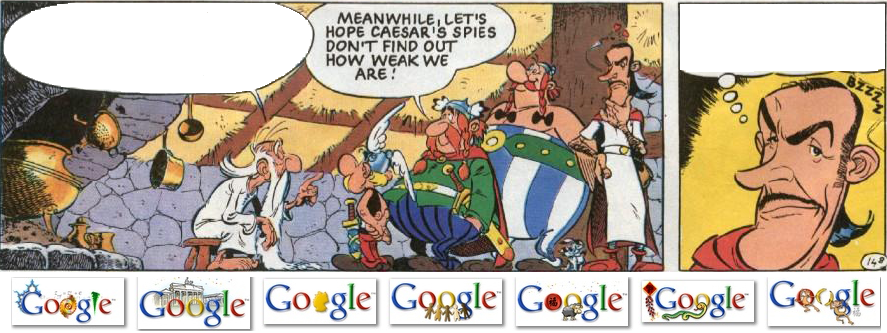 MEANWHILE, LET'S
HOPE CAESAR'S SPIES
DON'T FIND OUT
HOW WEAK WE
ARE!
BZZZZZ
14B
Google
Google
Google
Google
Google
Google
Google